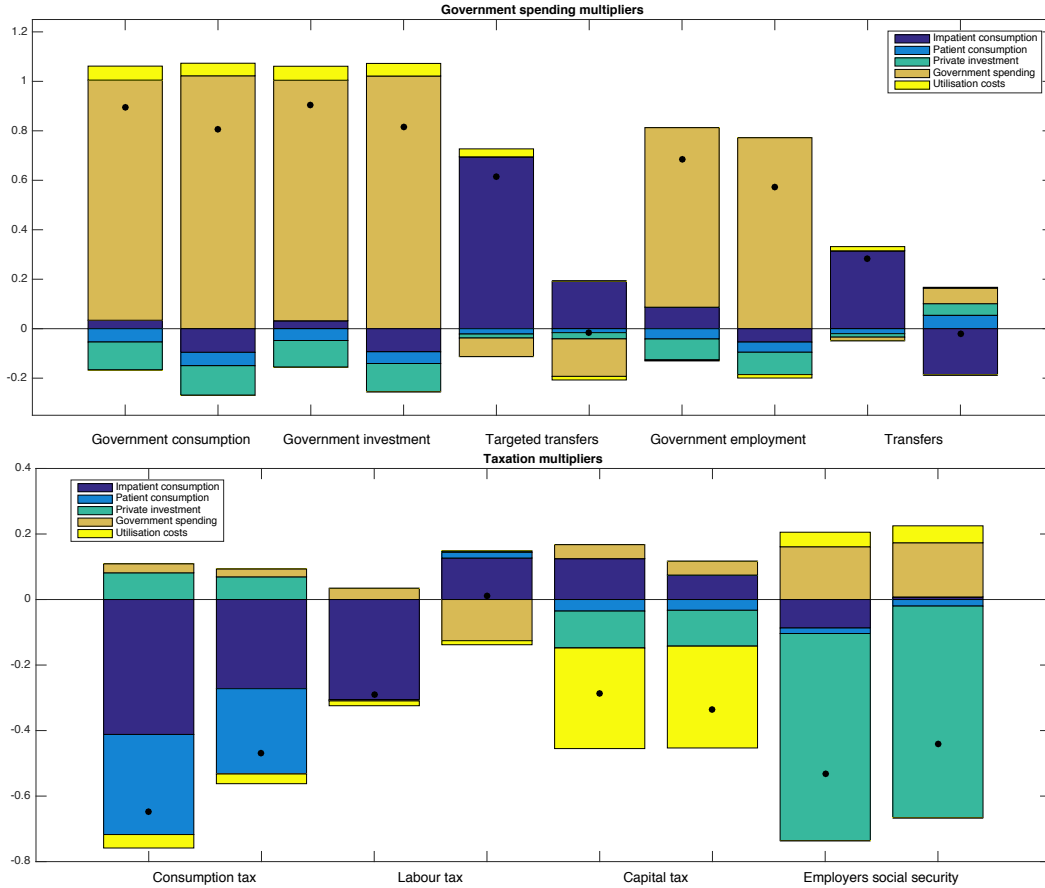 Government spending multipliers
1.2
1
0.8
0.6
0.4
0.2
0
-0.2
Impatient consumption
Patient consumption
Private investment
Government spending
Utilisation costs
Government consumption Government investment Targeted transfers Government employment Transfers
Taxation multipliers
0.4
0.2
0
-0.2
-0.4
-0.6
-0.8
Impatient consumption
Patient consumption
Private investment
Government spending
Utilisation costs
Consumption tax Labour tax Capital tax Employers social security